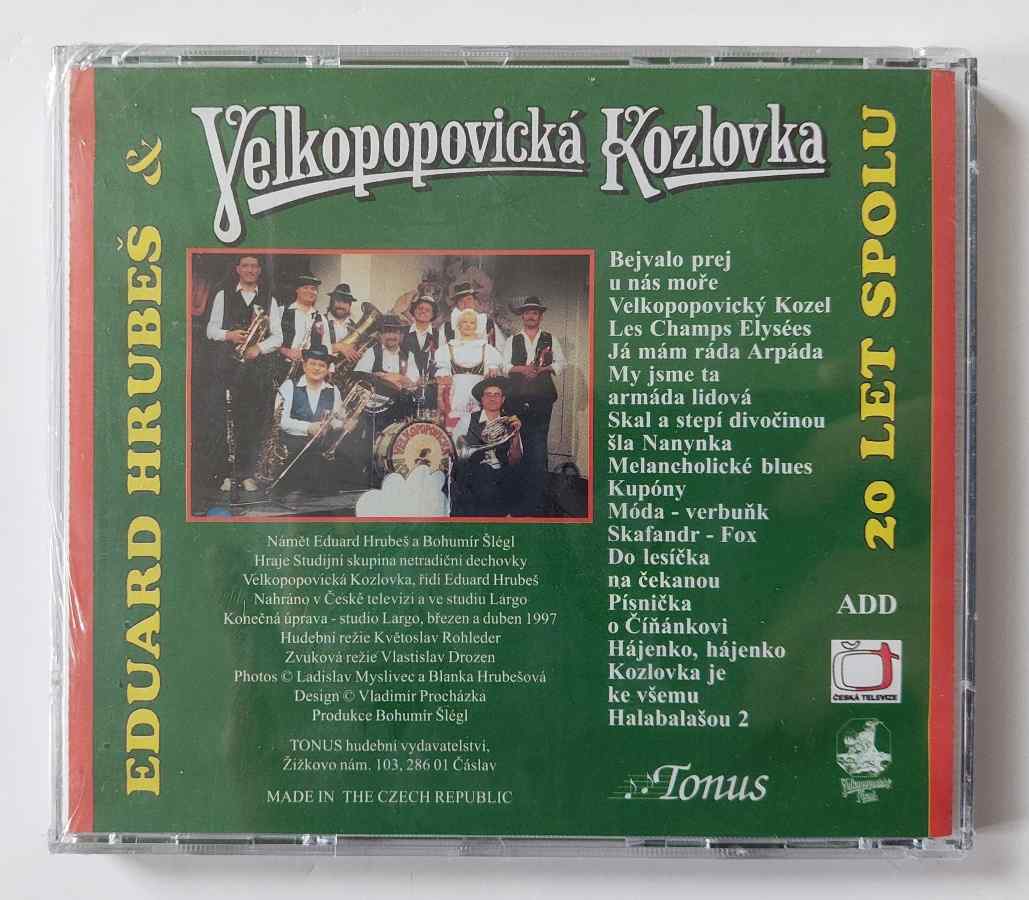 EDUARD HRUBEŠ &
Velkopopovická Kozlovka
20 LET SPOLU
VELKOPOPOVICKÁ
Bejvalo prej
u nás moře
Velkopopovický Kozel
Les Champs Elysées
Já mám ráda Arpáda
My jsme ta
armáda lidová
Skal a stepí divočinou
šla Nanynka
Melancholické blues
Kupóny
Móda - verbuňk
Skafandr - Fox
Do lesíčka
na čekanou
Písnička
o Číňánkovi
Hájenko, hájenko
Kozlovka je
ke všemu
Halabalašou 2
Námět Eduard Hrubeš a Bohumír Šlégl
Hraje Studijní skupina netradiční dechovky
Velkopopovická Kozlovka, řídí Eduard Hrubeš
Nahráno v České televizi a ve studiu Largo
Konečná úprava - studio Largo, březen a duben 1997
Hudební režie Květoslav Rohleder
Zvuková režie Vlastislav Drozen
Photos © Ladislav Myslivec a Blanka Hrubešová
Design © Vladimír Procházka
Produkce Bohumír Šlégl
TONUS hudební vydavatelství,
Žižkovo nám. 103, 286 01 Čáslav
MADE IN THE CZECH REPUBLIC
Tonus
ADD
ČESKÁ TELEVIZE
Velkopopovický
Kozel